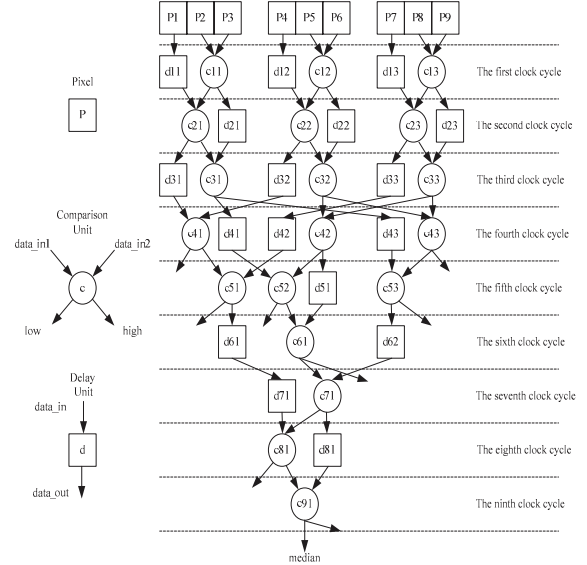 P1 P2 P3 P4 P5 P6 P7 P8 P9
d11 c11 d12 c12 d13 c13 The first clock cycle
Pixel
P
c21 d21 c22 d22 c23 d23 The second clock cycle
d31 c31 d32 c32 d33 c33 The third clock cycle
Comparison
Unit
data_in1 data_in2
c
low high
c41 d41 d42 c42 d43 c43 The fourth clock cycle
c51 c52 d51 c53 The fifth clock cycle
d61 c61 d62 The sixth clock cycle
Delay
Unit
data_in
d
data_out
d71 c71 The seventh clock cycle
c81 d81 The eighth clock cycle
c91 The ninth clock cycle
median